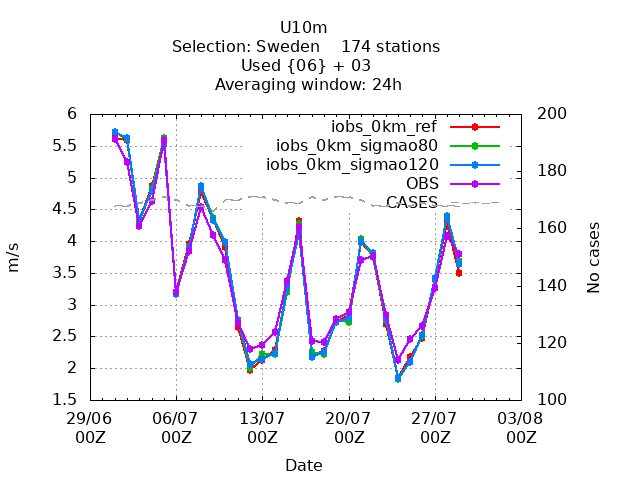 U10m
Selection: Sweden    174 stations
Used {06} + 03
Averaging window: 24h
iobs_0km_ref
iobs_0km_sigmao80
iobs_0km_sigmao120
OBS
CASES
6
5.5
5
4.5
4
3.5
3
2.5
2
1.5
m/s
200
180
160
140
120
100
No cases
29/06 06/07 13/07 20/07 27/07 03/08
00Z 00Z 00Z 00Z 00Z 00Z
Date